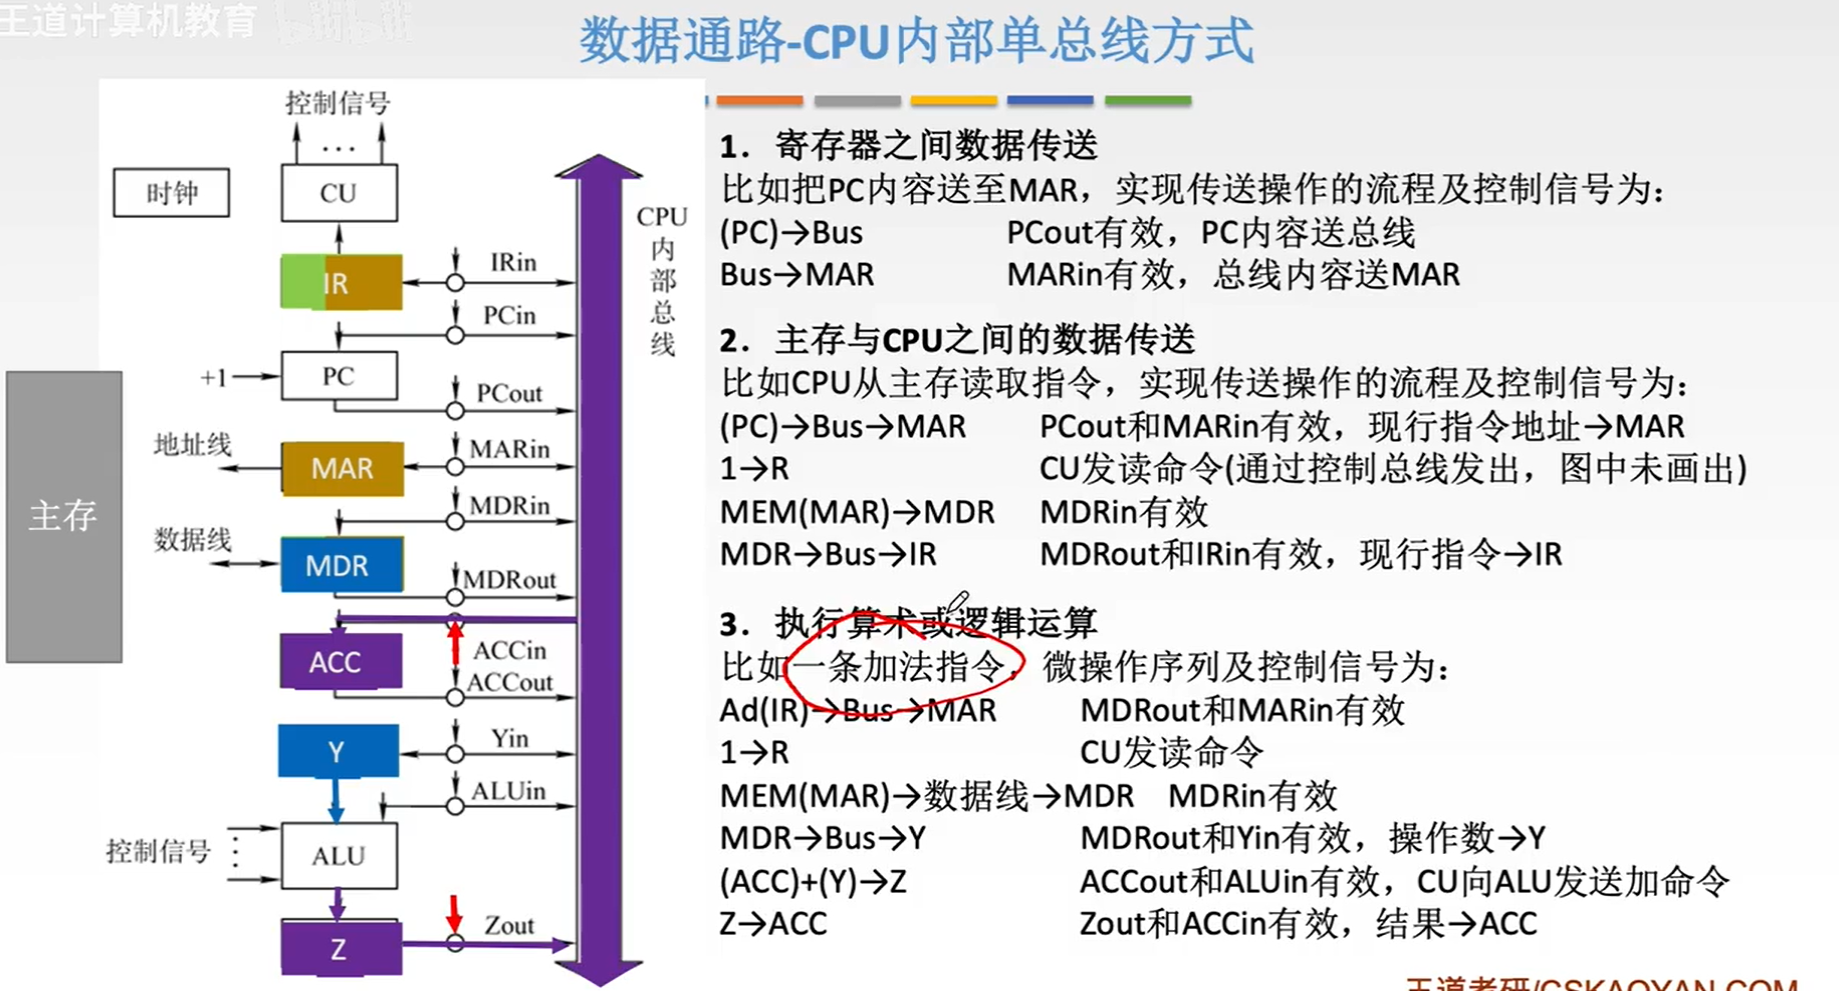 王道计算机教育 bilibili
数据通路-CPU内部单总线方式
控制信号
...
时钟
CU
CPU内部总线
IR
IRin
PCin
+1
PC
PCout
地址线
MAR
MARin
主存
MDRin
数据线
MDR
MDRout
ACC
ACCin
ACCout
Y
Yin
ALUin
控制信号
ALU
Zout
Z
1. 寄存器之间数据传送
比如把PC内容送至MAR，实现传送操作的流程及控制信号为：
(PC)→Bus PCout有效，PC内容送总线
Bus→MAR MARin有效，总线内容送MAR
2. 主存与CPU之间的数据传送
比如CPU从主存读取指令，实现传送操作的流程及控制信号为：
(PC)→Bus→MAR PCout和MARin有效，现行指令地址→MAR
1→R CU发读命令(通过控制总线发出，图中未画出)
MEM(MAR)→MDR MDRin有效
MDR→Bus→IR MDRout和IRin有效，现行指令→IR
3. 执行算术或逻辑运算
比如一条加法指令，微操作序列及控制信号为：
Ad(IR)→Bus→MAR MDRout和MARin有效
1→R CU发读命令
MEM(MAR)→数据线→MDR MDRin有效
MDR→Bus→Y MDRout和Yin有效，操作数→Y
(ACC)+(Y)→Z ACCout和ALUin有效，CU向ALU发送加命令
Z→ACC Zout和ACCin有效，结果→ACC
王道考研/CSKAOYAN.COM